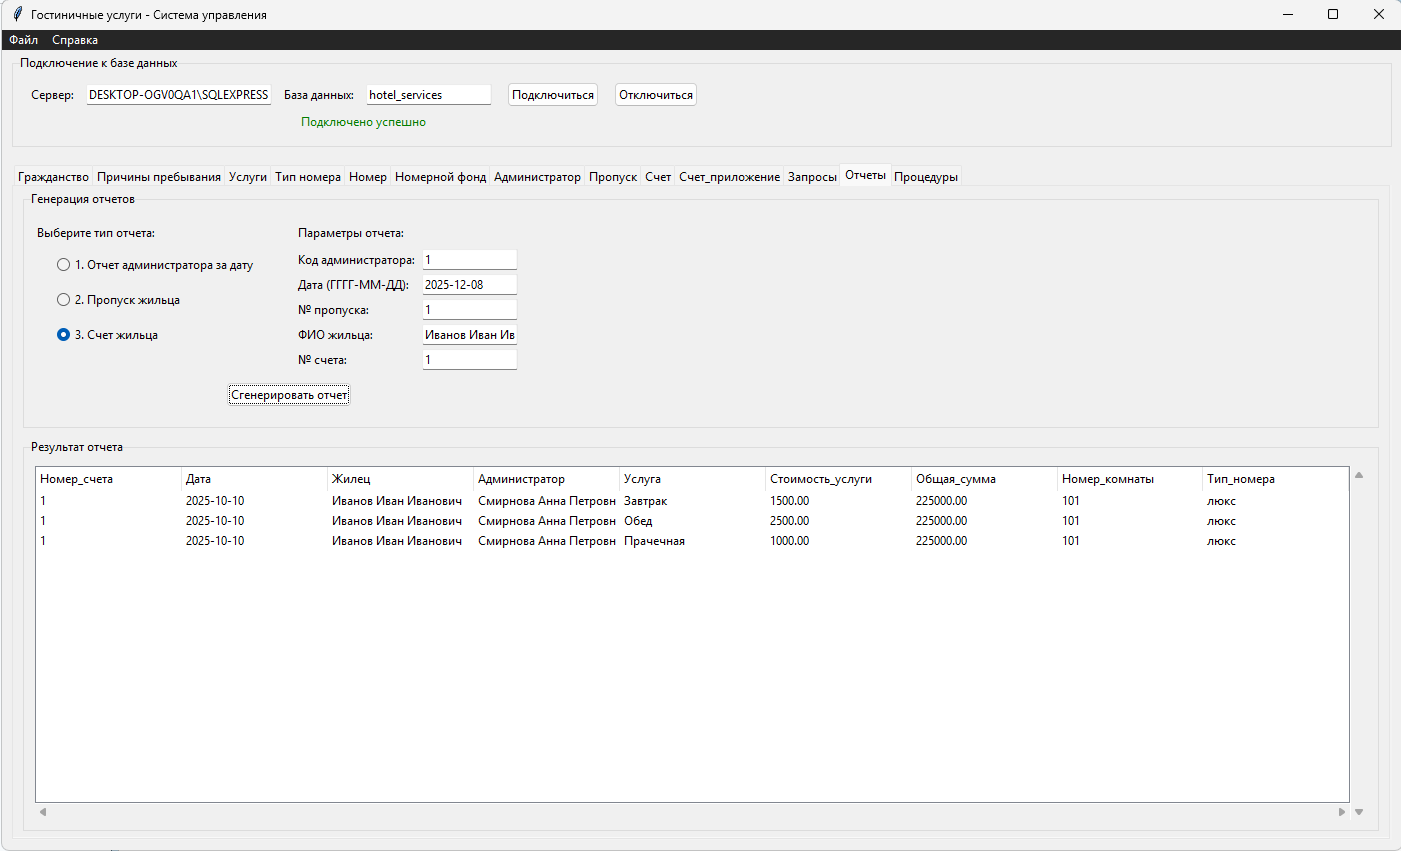 Гостиничные услуги - Система управления
Файл Справка
Подключение к базе данных
Сервер: DESKTOP-OGV0QA1\SQLEXPRESS База данных: hotel_services Подключиться Отключиться
Подключено успешно
Гражданство Причины пребывания Услуги Тип номера Номер Номерной фонд Администратор Пропуск Счет Счет_приложение Запросы Отчеты Процедуры
Генерация отчетов
Выберите тип отчета: Параметры отчета:
1. Отчет администратора за дату Код администратора: 1
Дата (ГГГГ-ММ-ДД): 2025-12-08
2. Пропуск жильца № пропуска: 1
3. Счет жильца ФИО жильца: Иванов Иван Ив
№ счета: 1
Сгенерировать отчет
Результат отчета
Номер_счета Дата Жилец Администратор Услуга Стоимость_услуги Общая_сумма Номер_комнаты Тип_номера
1 2025-10-10 Иванов Иван Иванович Смирнова Анна Петровн Завтрак 1500.00 225000.00 101 люкс
1 2025-10-10 Иванов Иван Иванович Смирнова Анна Петровн Обед 2500.00 225000.00 101 люкс
1 2025-10-10 Иванов Иван Иванович Смирнова Анна Петровн Прачечная 1000.00 225000.00 101 люкс